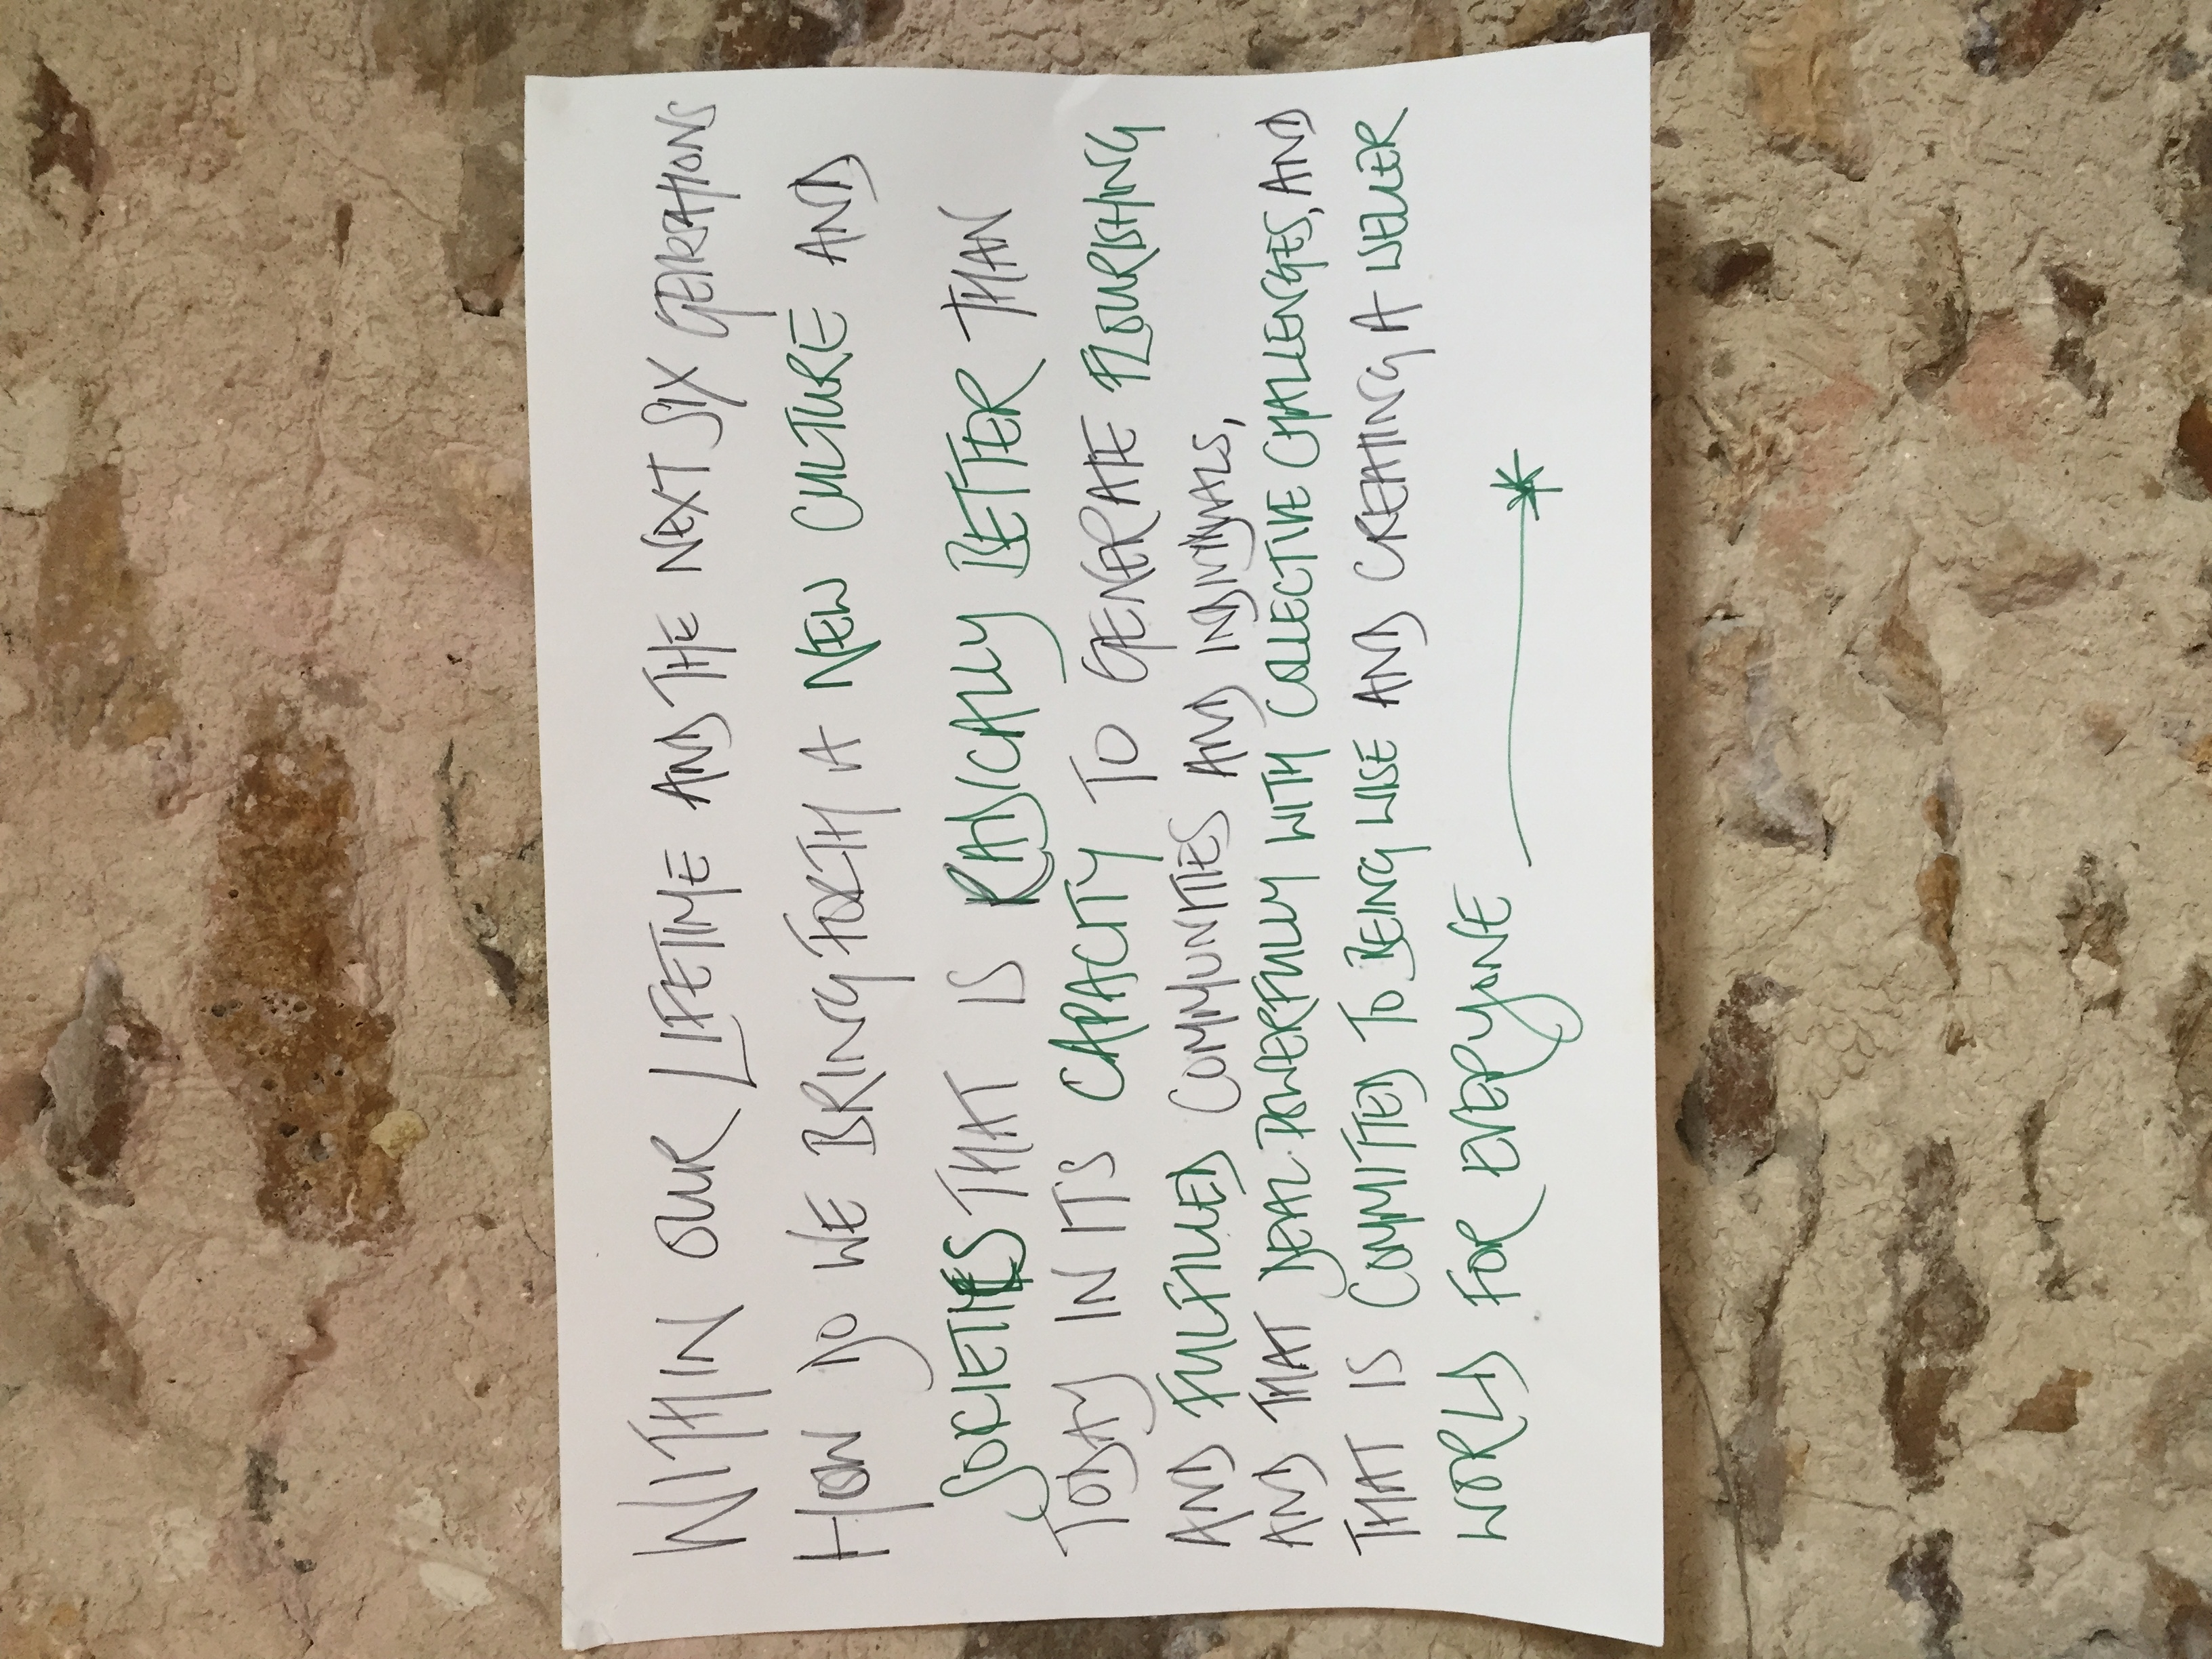 WITHIN OUR LIFETIME AND THE NEXT SIX GENERATIONS
HOW DO WE BRING FORTH A NEW CULTURE AND
SOCIETIES THAT IS RADICALLY BETTER THAN
TODAY IN IT'S CAPACITY TO GENERATE FLOURISHING
AND FULFILLED COMMUNITIES AND INDIVIDUALS,
AND THAT DEAL POWERFULLY WITH COLLECTIVE CHALLENGES, AND
THAT IS COMMITTED TO BEING WISE AND CREATING A WELLER
WORLD FOR EVERYONE